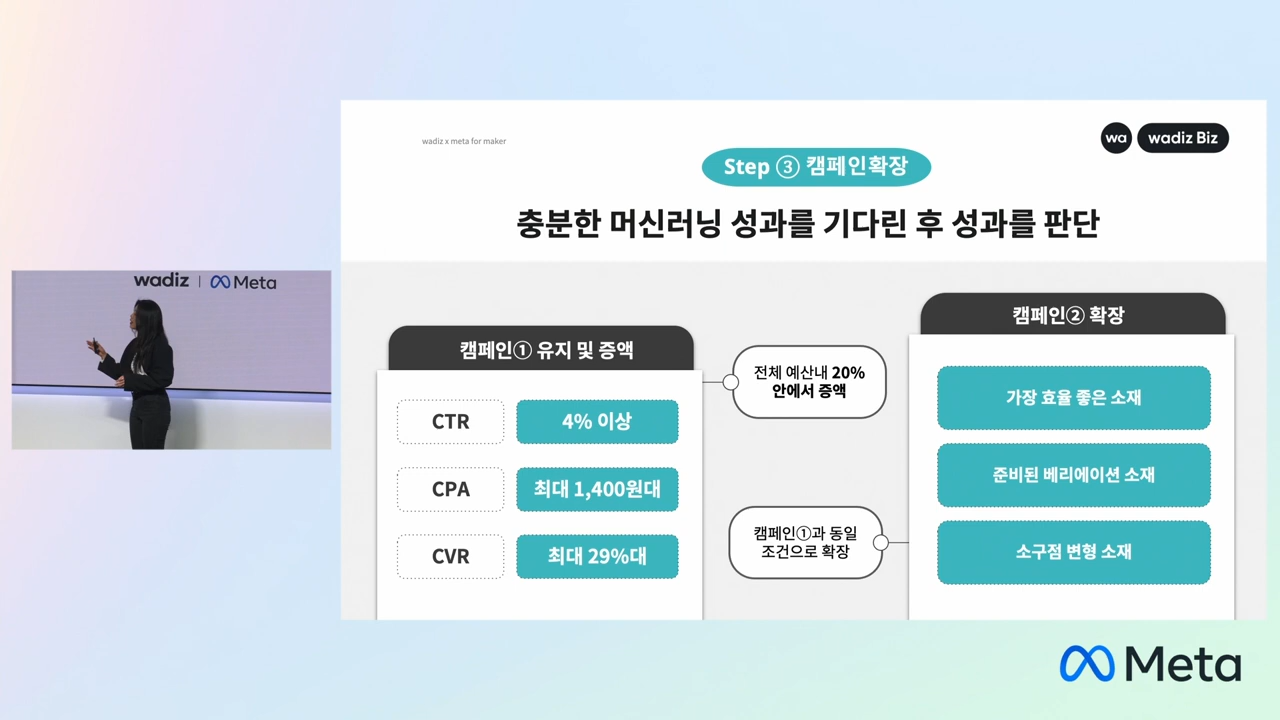 wadiz | Meta
wadiz x meta for maker
wa wadiz Biz
Step ③ 캠페인확장
충분한 머신러닝 성과를 기다린 후 성과를 판단
캠페인① 유지 및 증액
CTR 4% 이상
CPA 최대 1,400원대
CVR 최대 29%대
전체 예산내 20%
안에서 증액
캠페인①과 동일
조건으로 확장
캠페인② 확장
가장 효율 좋은 소재
준비된 베리에이션 소재
소구점 변형 소재
Meta